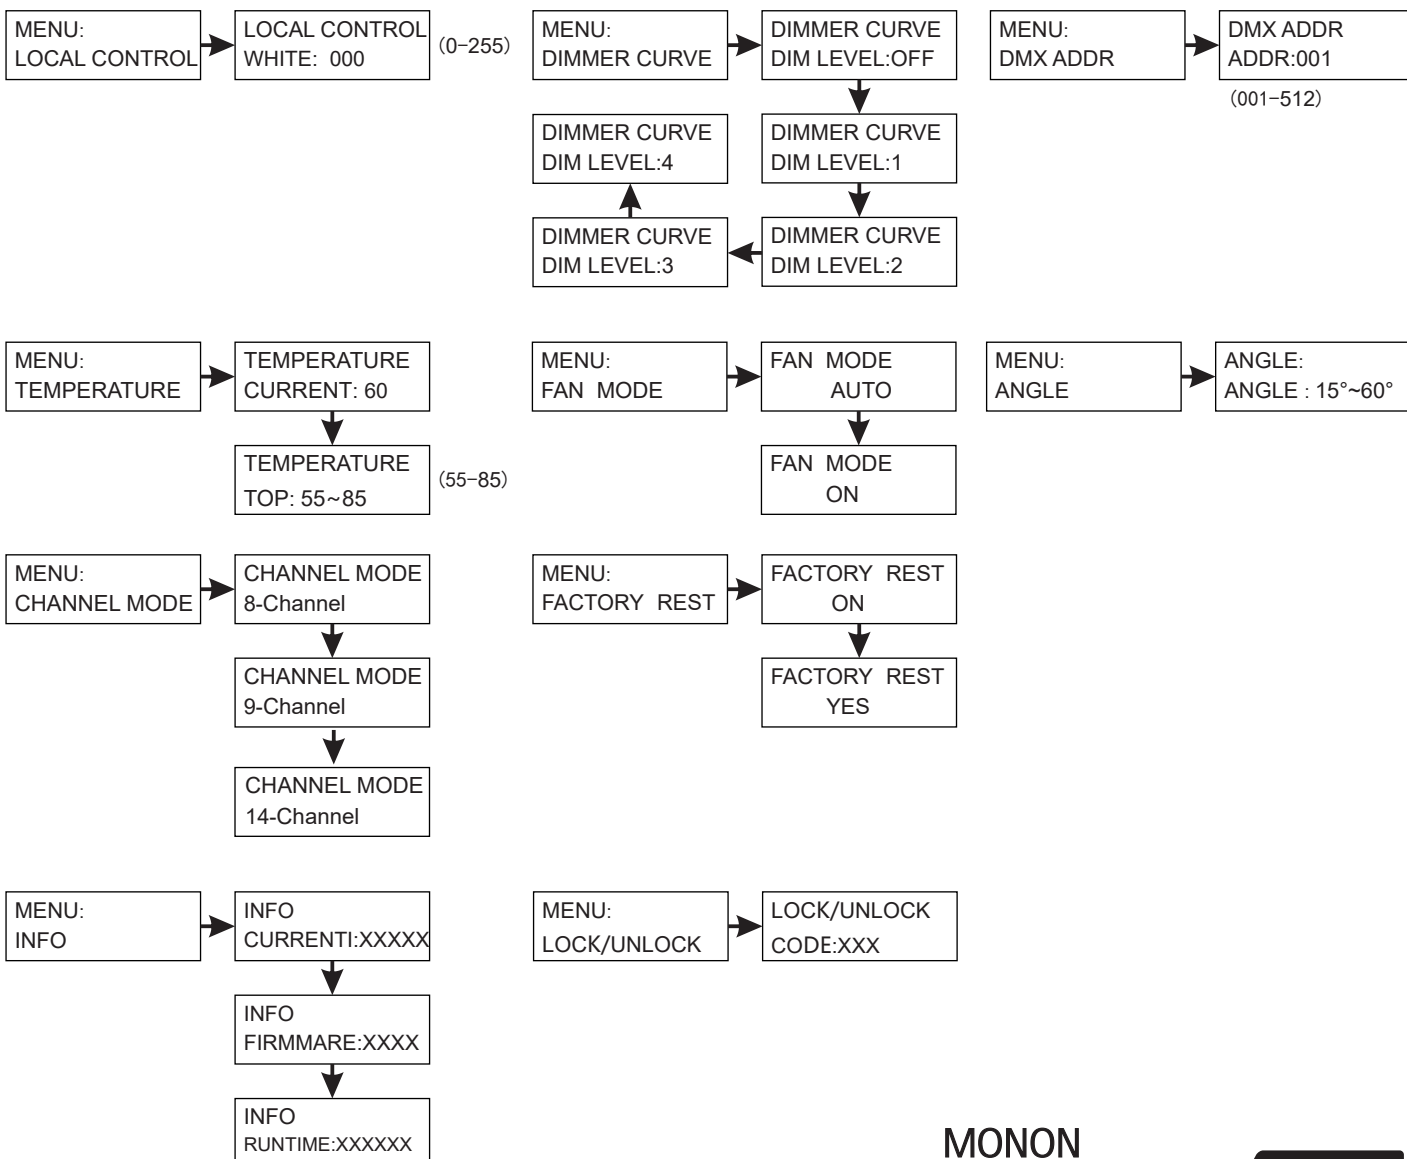 MENU:
LOCAL CONTROL
LOCAL CONTROL
WHITE: 000
(0-255)
MENU:
DIMMER CURVE
DIMMER CURVE
DIM LEVEL:OFF
DIMMER CURVE
DIM LEVEL:1
DIMMER CURVE
DIM LEVEL:2
DIMMER CURVE
DIM LEVEL:3
DIMMER CURVE
DIM LEVEL:4
MENU:
DMX ADDR
DMX ADDR
ADDR:001
(001-512)
MENU:
TEMPERATURE
TEMPERATURE
CURRENT: 60
TEMPERATURE
TOP: 55~85
(55-85)
MENU:
FAN MODE
FAN MODE
AUTO
FAN MODE
ON
MENU:
ANGLE
ANGLE:
ANGLE : 15°~60°
MENU:
CHANNEL MODE
CHANNEL MODE
8-Channel
CHANNEL MODE
9-Channel
CHANNEL MODE
14-Channel
MENU:
FACTORY REST
FACTORY REST
ON
FACTORY REST
YES
MENU:
INFO
INFO
CURRENTI:XXXXX
INFO
FIRMMARE:XXXX
INFO
RUNTIME:XXXXXX
MENU:
LOCK/UNLOCK
LOCK/UNLOCK
CODE:XXX
MONON